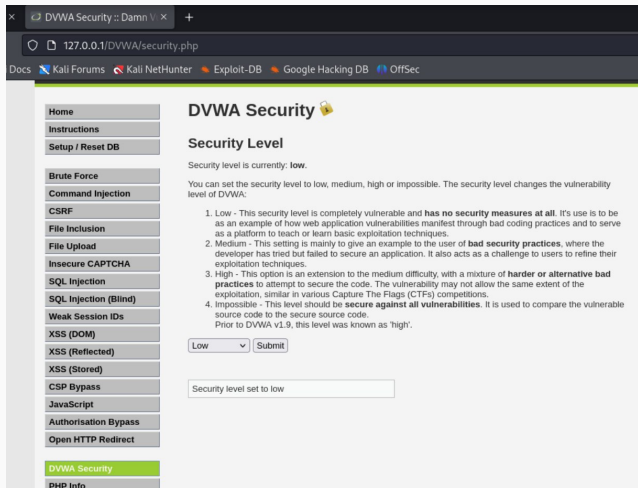 DVWA Security :: Damn V
127.0.0.1/DVWA/security.php
Docs Kali Forums Kali NetHunter Exploit-DB Google Hacking DB OffSec
Home
Instructions
Setup / Reset DB
Brute Force
Command Injection
CSRF
File Inclusion
File Upload
Insecure CAPTCHA
SQL Injection
SQL Injection (Blind)
Weak Session IDs
XSS (DOM)
XSS (Reflected)
XSS (Stored)
CSP Bypass
JavaScript
Authorisation Bypass
Open HTTP Redirect
DVWA Security
PHP Info
DVWA Security
Security Level
Security level is currently: low.
You can set the security level to low, medium, high or impossible. The security level changes the vulnerability
level of DVWA:
1. Low - This security level is completely vulnerable and has no security measures at all. It's use is to be
as an example of how web application vulnerabilities manifest through bad coding practices and to serve
as a platform to teach or learn basic exploitation techniques.
2. Medium - This setting is mainly to give an example to the user of bad security practices, where the
developer has tried but failed to secure an application. It also acts as a challenge to users to refine their
exploitation techniques.
3. High - This option is an extension to the medium difficulty, with a mixture of harder or alternative bad
practices to attempt to secure the code. The vulnerability may not allow the same extent of the
exploitation, similar in various Capture The Flags (CTFs) competitions.
4. Impossible - This level should be secure against all vulnerabilities. It is used to compare the vulnerable
source code to the secure source code.
Prior to DVWA v1.9, this level was known as 'high'.
Low Submit
Security level set to low